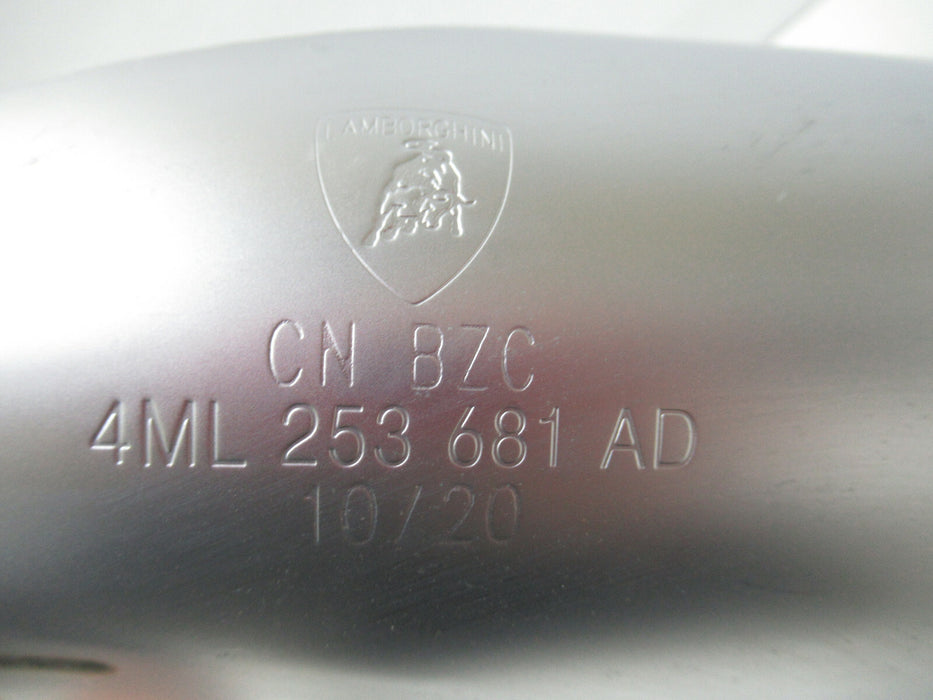 LAMBORGHINI
CN BZC
4ML 253 681 AD
10/20